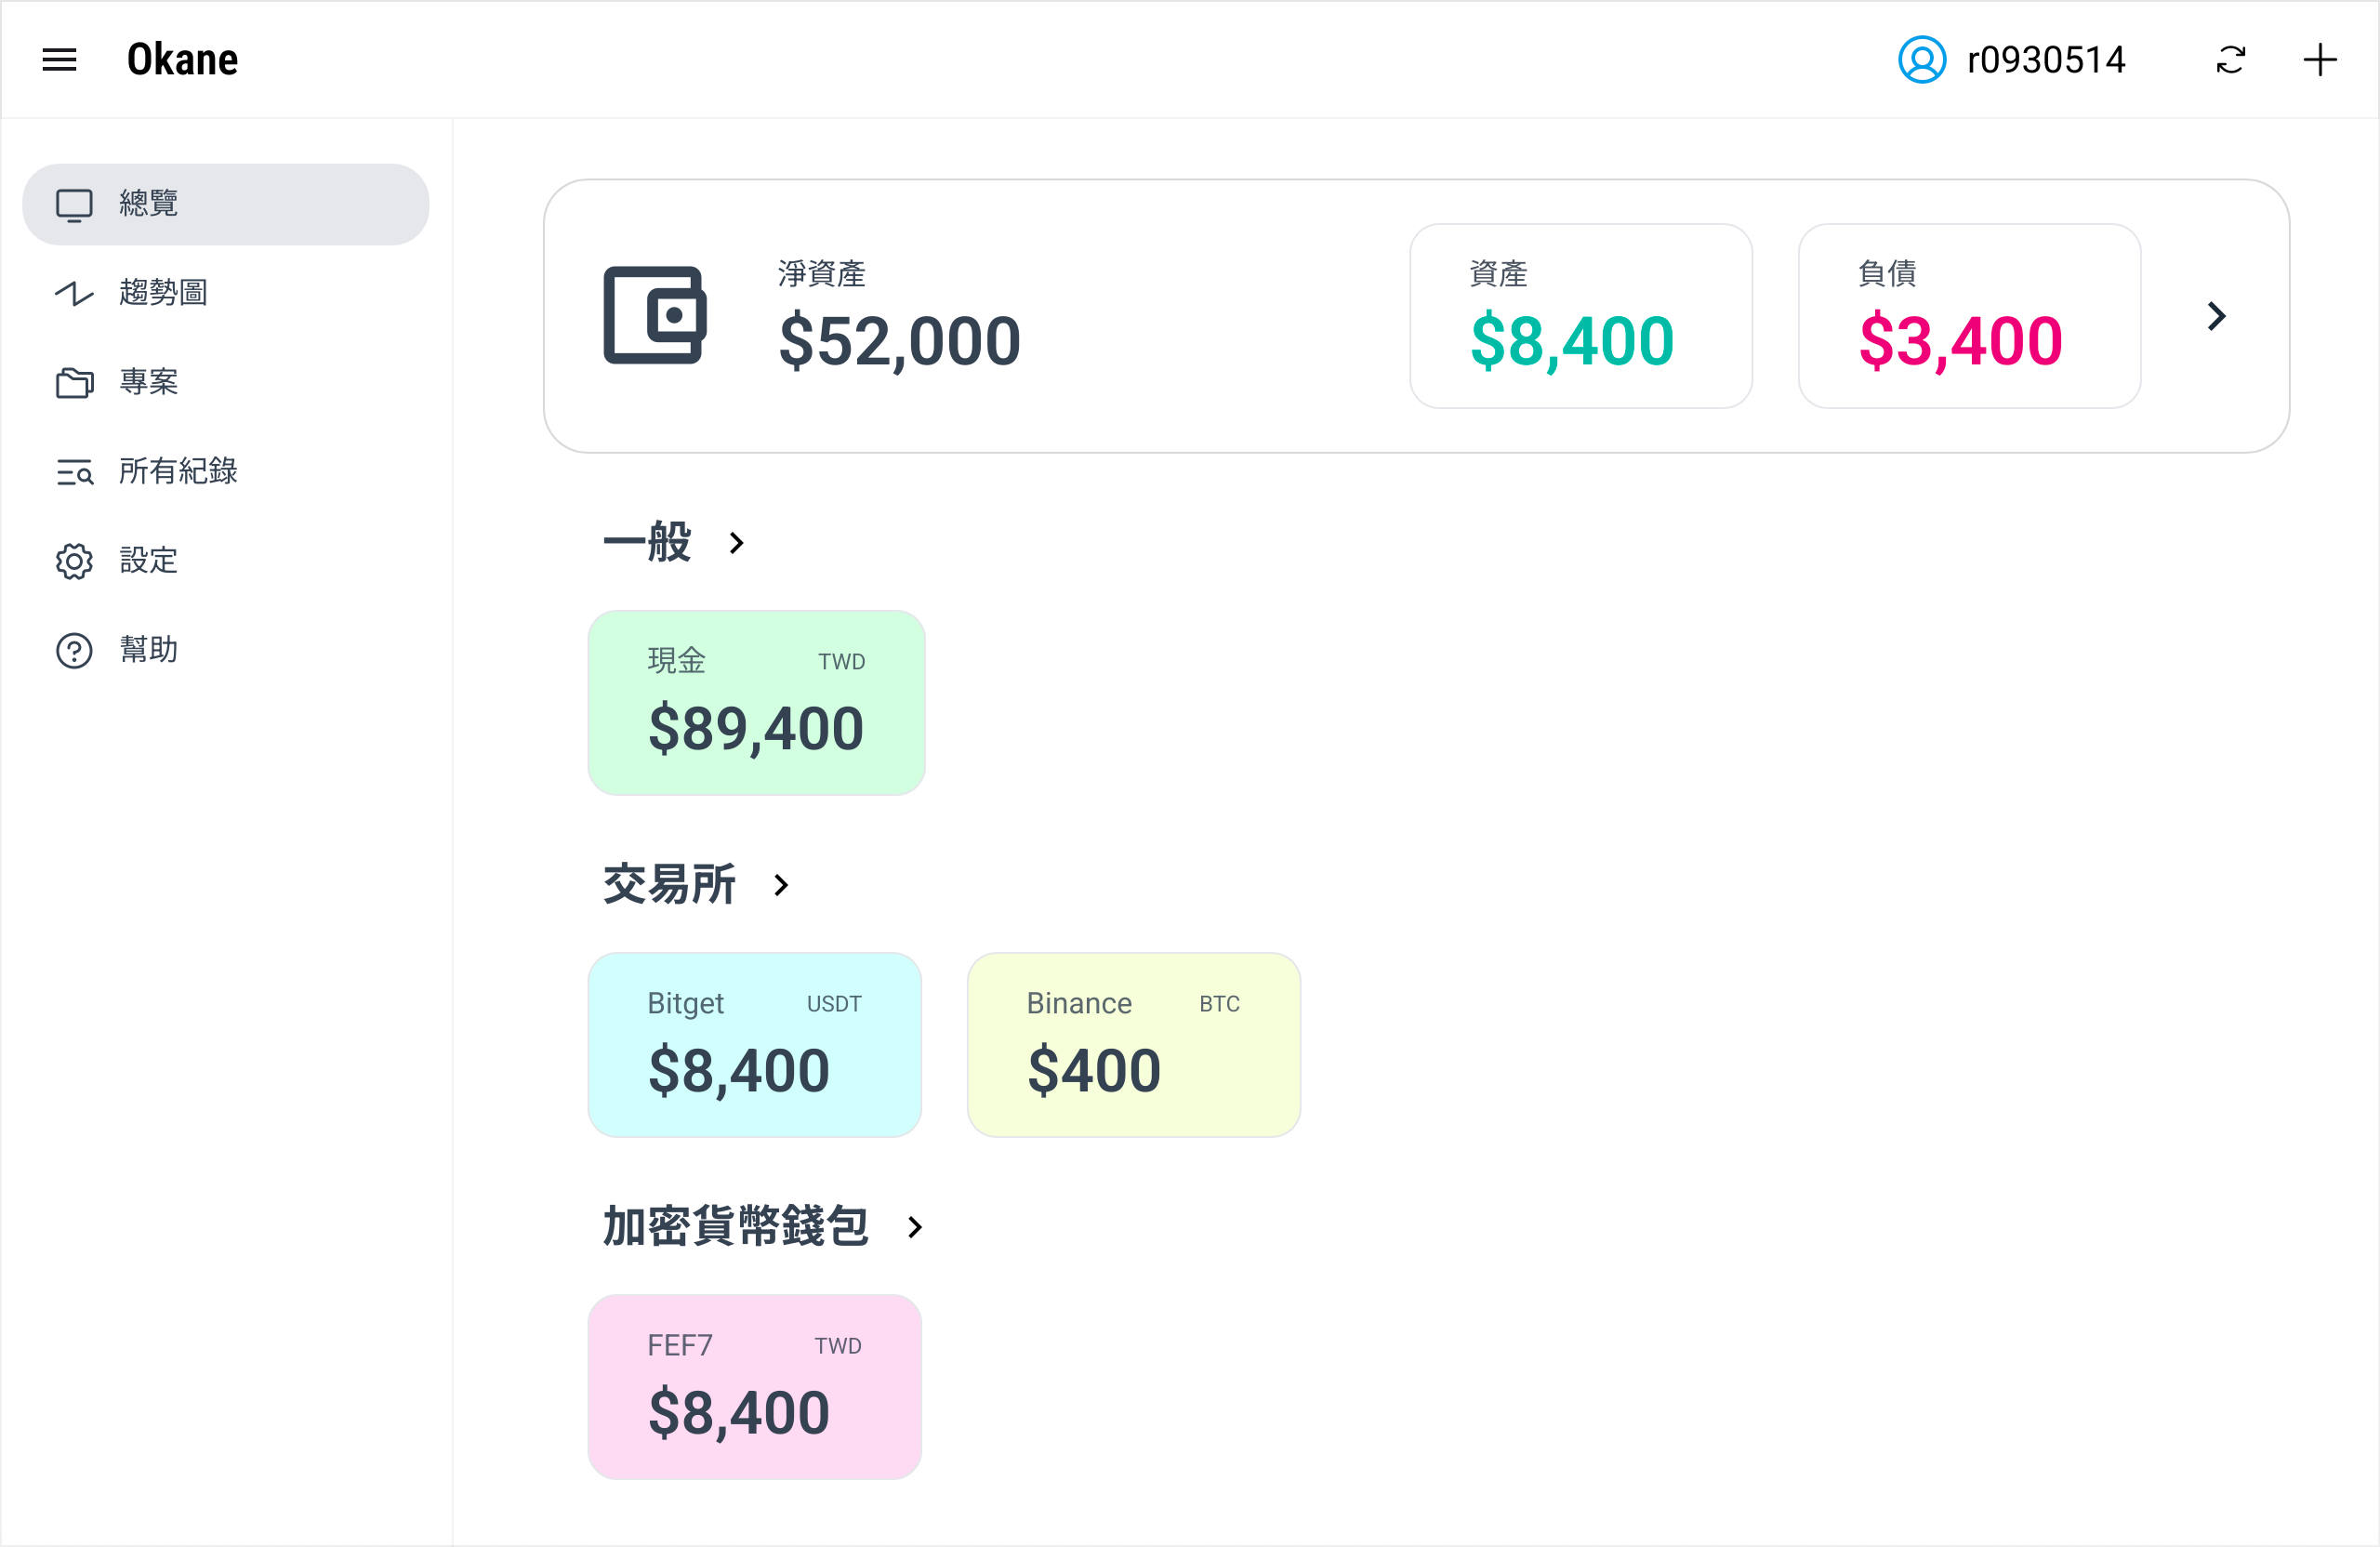 Okane
r0930514
總覽
趨勢圖
專案
所有紀錄
設定
幫助
淨資產
$52,000
資產
$8,400
負債
$3,400
一般
現金 TWD
$89,400
交易所
Bitget USDT
$8,400
Binance BTC
$400
加密貨幣錢包
FEF7 TWD
$8,400